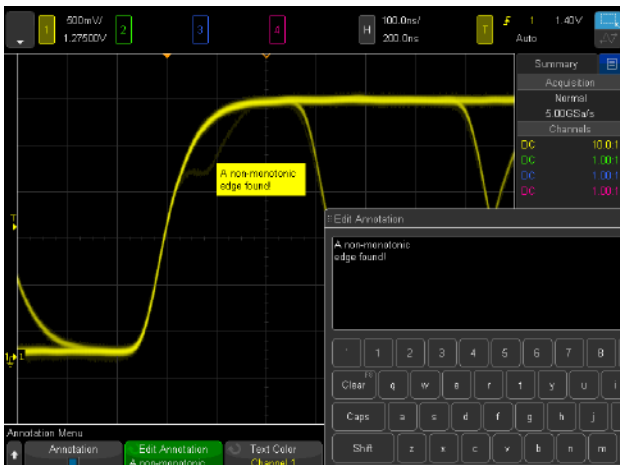 1 500mV/ 2 3 4 H 100.0ns/ T 1 1.40V
1.27500V 200.0ns Auto
Summary
Acquisition
Normal
5.00GSa/s
Channels
DC 10.0:1
DC 1.00:1
DC 1.00:1
DC 1.00:1
A non-menotonic
edge found!
T
1
Edit Annotation
A non-menotonic
edge found!
` 1 2 3 4 5 6 7 8
Clear q w e r t y u i
Caps a s d f g h j
Shift z x c v b n m
Annotation Menu
Annotation Edit Annotation Text Color
A non-monotonic Channel 1